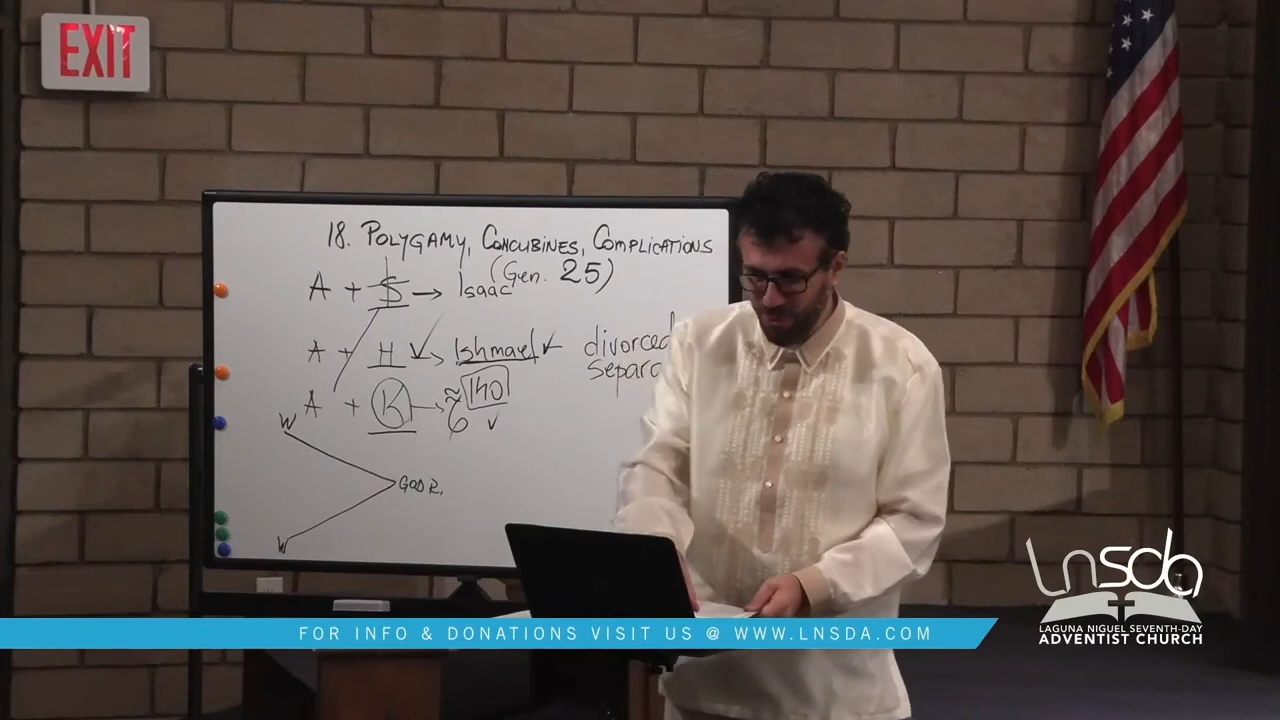 EXIT
18. POLYGAMY, CONCUBINES, COMPLICATIONS
(Gen. 25)
A + S → Isaac
A + H ✓→ Ishmael ✓ divorced
separa
A + K → ≈ 140
6 v
W
GOD R.
W
FOR INFO & DONATIONS VISIT US @ WWW.LNSDA.COM
LNSDA
LAGUNA NIGUEL SEVENTH-DAY
ADVENTIST CHURCH